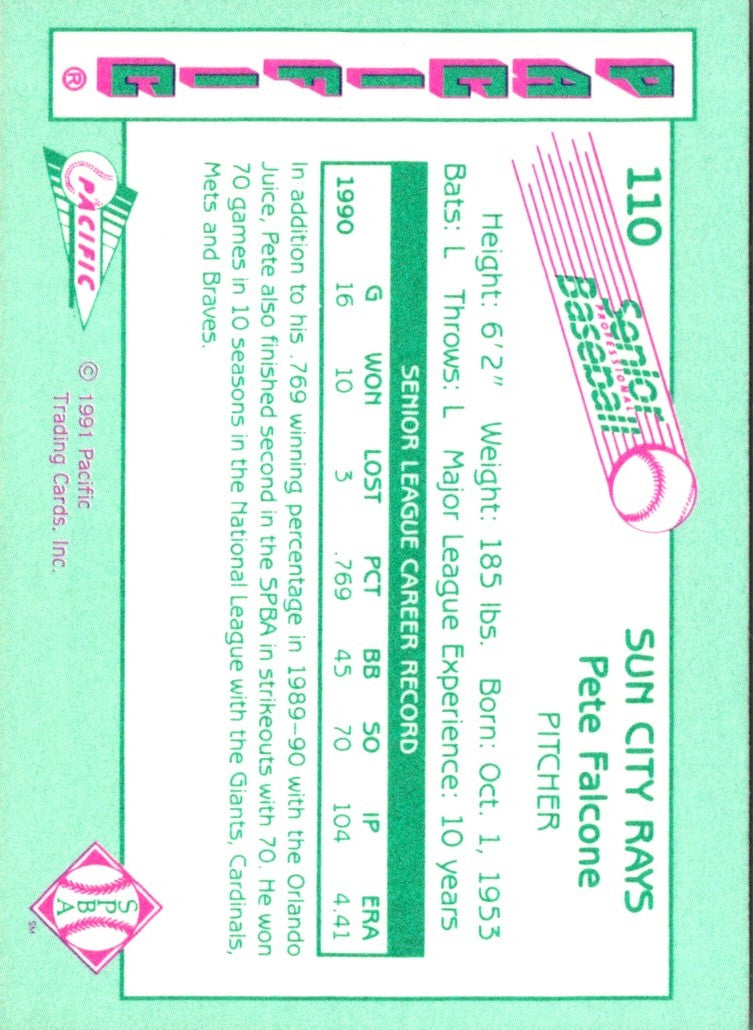 PACIFIC
®
110
Senior
PROFESSIONAL
Baseball
SUN CITY RAYS
Pete Falcone
PITCHER
Height: 6'2" Weight: 185 lbs. Born: Oct. 1, 1953
Bats: L Throws: L Major League Experience: 10 years
SENIOR LEAGUE CAREER RECORD
G WON LOST PCT BB SO IP ERA
1990 16 10 3 .769 45 70 104 4.41
In addition to his .769 winning percentage in 1989-90 with the Orlando
Juice, Pete also finished second in the SPBA in strikeouts with 70. He won
70 games in 10 seasons in the National League with the Giants, Cardinals,
Mets and Braves.
PACIFIC
© 1991 Pacific
Trading Cards, Inc.
S
P
B
A
SM